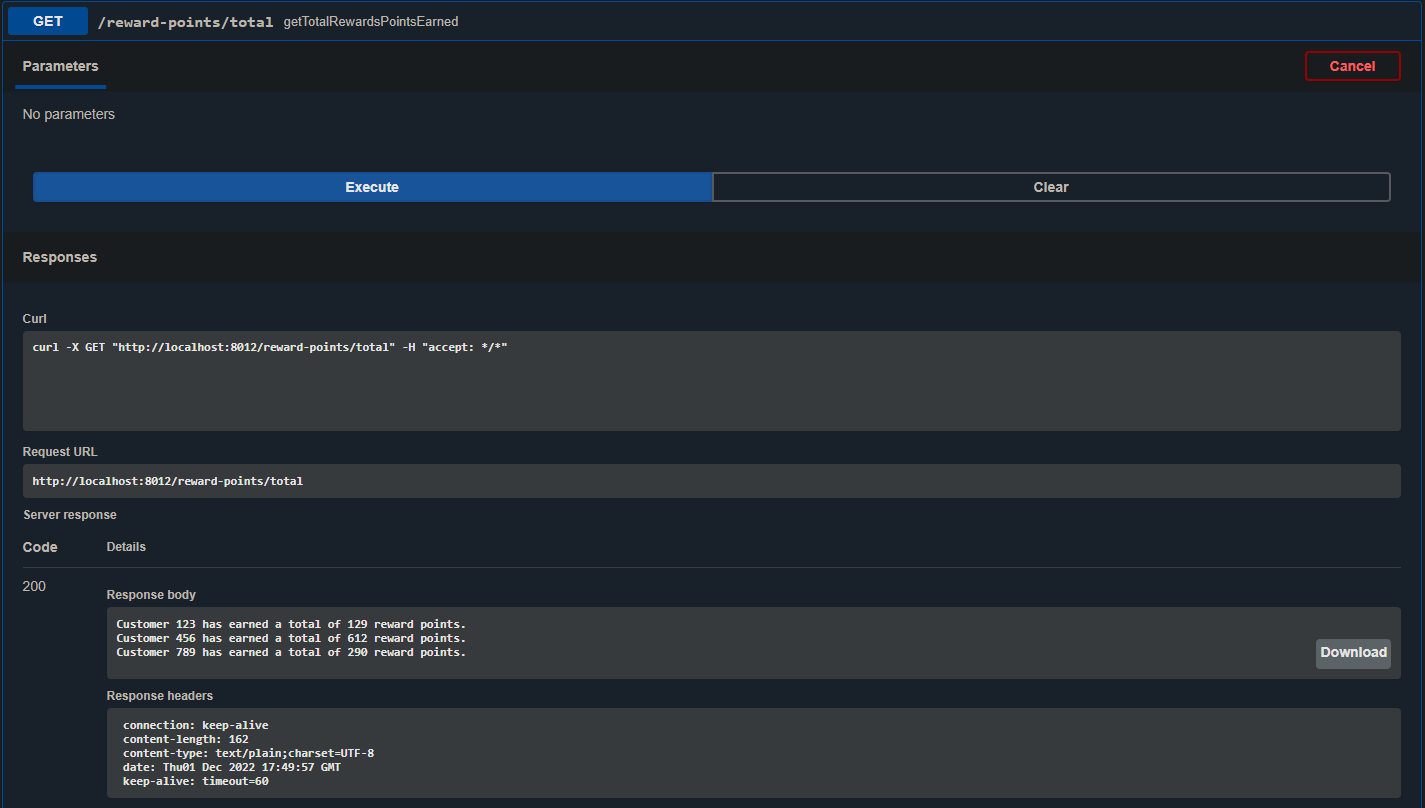 GET /reward-points/total getTotalRewardsPointsEarned
Parameters Cancel
No parameters
Execute Clear
Responses
Curl
curl -X GET "http://localhost:8012/reward-points/total" -H "accept: */*"
Request URL
http://localhost:8012/reward-points/total
Server response
Code Details
200
Response body
Customer 123 has earned a total of 129 reward points.
Customer 456 has earned a total of 612 reward points.
Customer 789 has earned a total of 290 reward points.
Download
Response headers
connection: keep-alive
content-length: 162
content-type: text/plain;charset=UTF-8
date: Thu01 Dec 2022 17:49:57 GMT
keep-alive: timeout=60